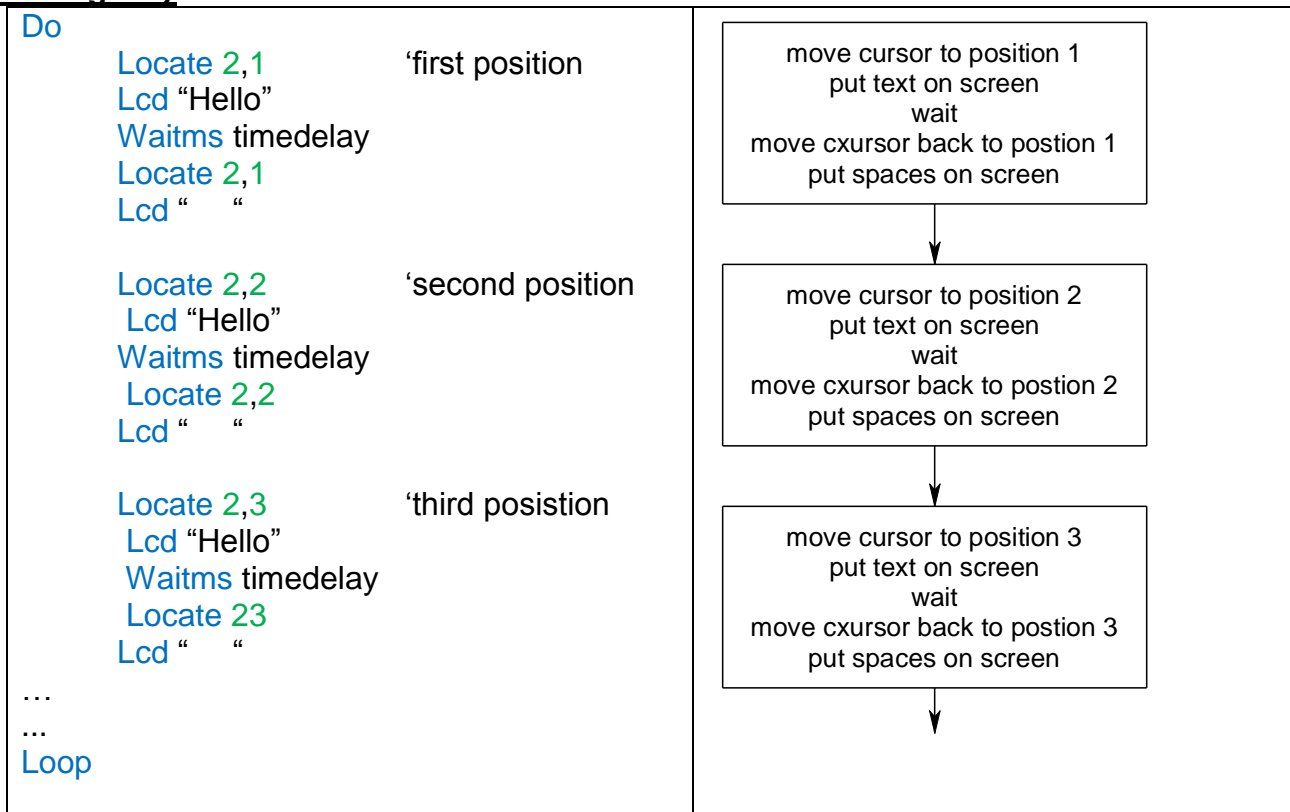 Do
Locate 2,1 ‘first position
Lcd “Hello”
Waitms timedelay
Locate 2,1
Lcd “ “
Locate 2,2 ‘second position
Lcd “Hello”
Waitms timedelay
Locate 2,2
Lcd “ “
Locate 2,3 ‘third posistion
Lcd “Hello”
Waitms timedelay
Locate 23
Lcd “ “
…
...
Loop
move cursor to position 1
put text on screen
wait
move cxursor back to postion 1
put spaces on screen
move cursor to position 2
put text on screen
wait
move cxursor back to postion 2
put spaces on screen
move cursor to position 3
put text on screen
wait
move cxursor back to postion 3
put spaces on screen